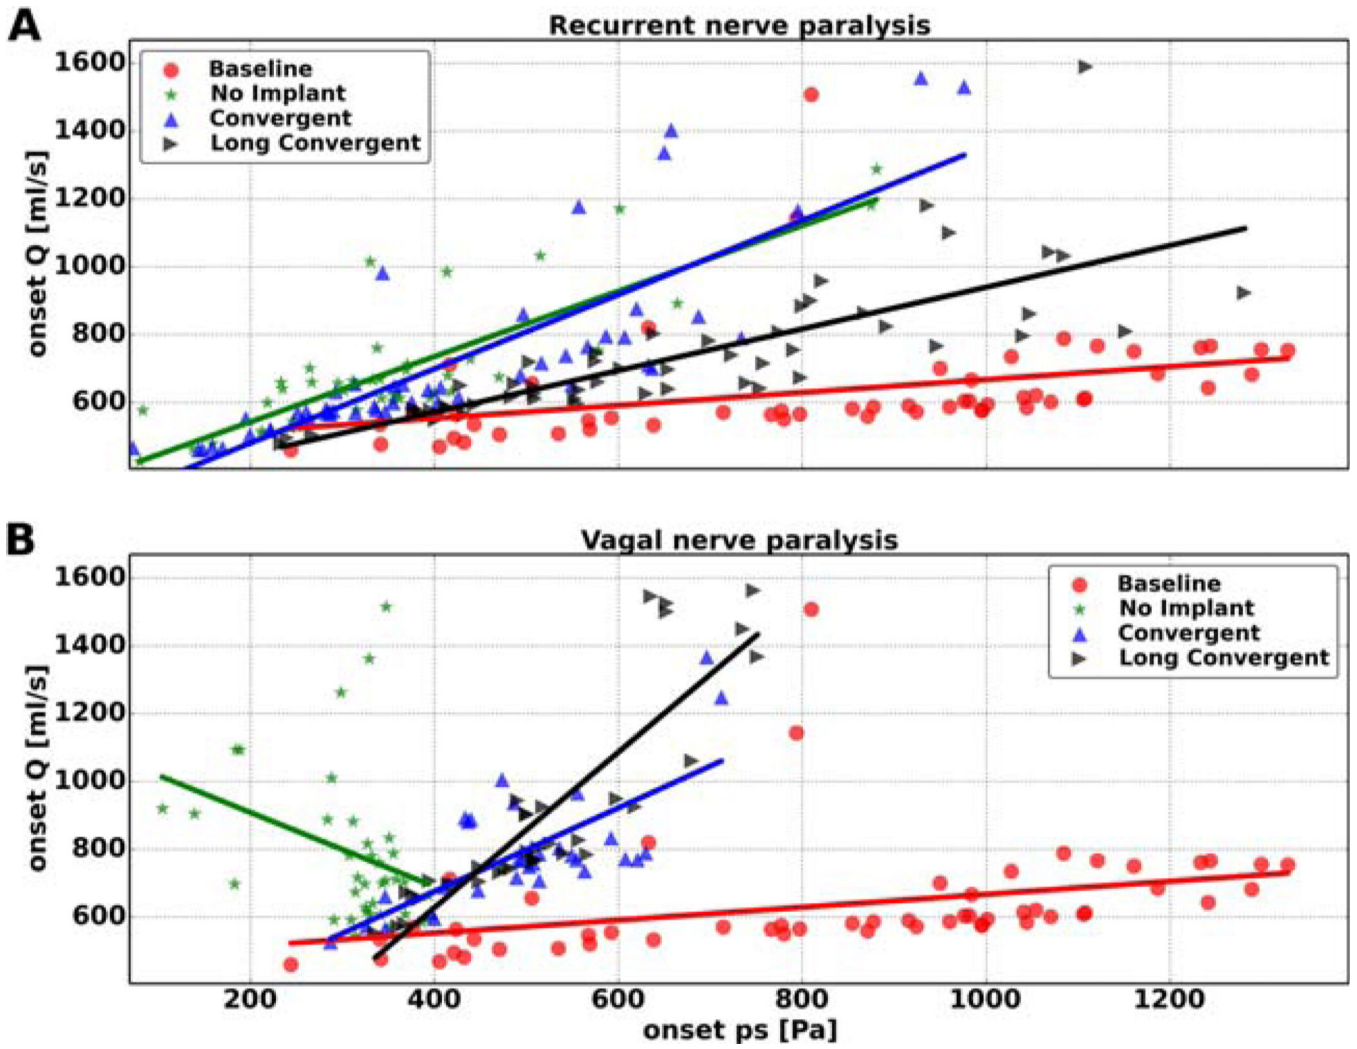 A
Recurrent nerve paralysis
onset Q [ml/s]
1600
1400
1200
1000
800
600
Baseline
No Implant
Convergent
Long Convergent
B
Vagal nerve paralysis
onset Q [ml/s]
1600
1400
1200
1000
800
600
Baseline
No Implant
Convergent
Long Convergent
200 400 600 800 1000 1200
onset ps [Pa]